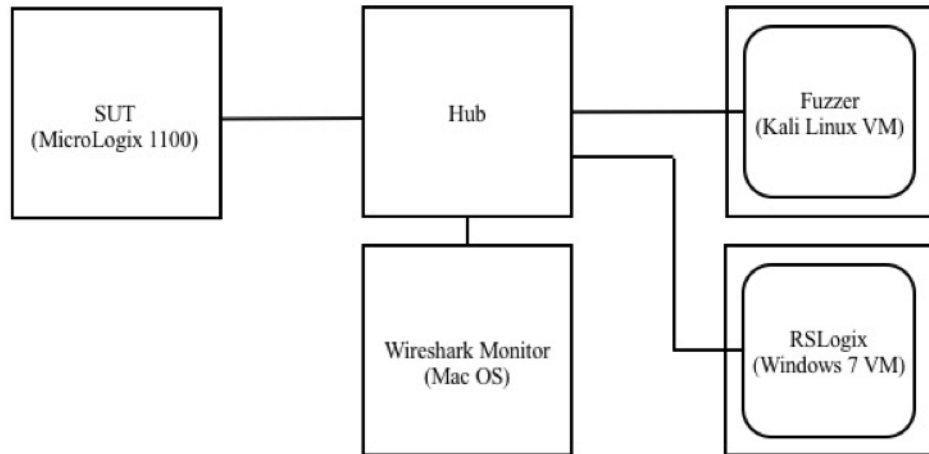 SUT
(MicroLogix 1100)
Hub
Fuzzer
(Kali Linux VM)
Wireshark Monitor
(Mac OS)
RSLogix
(Windows 7 VM)